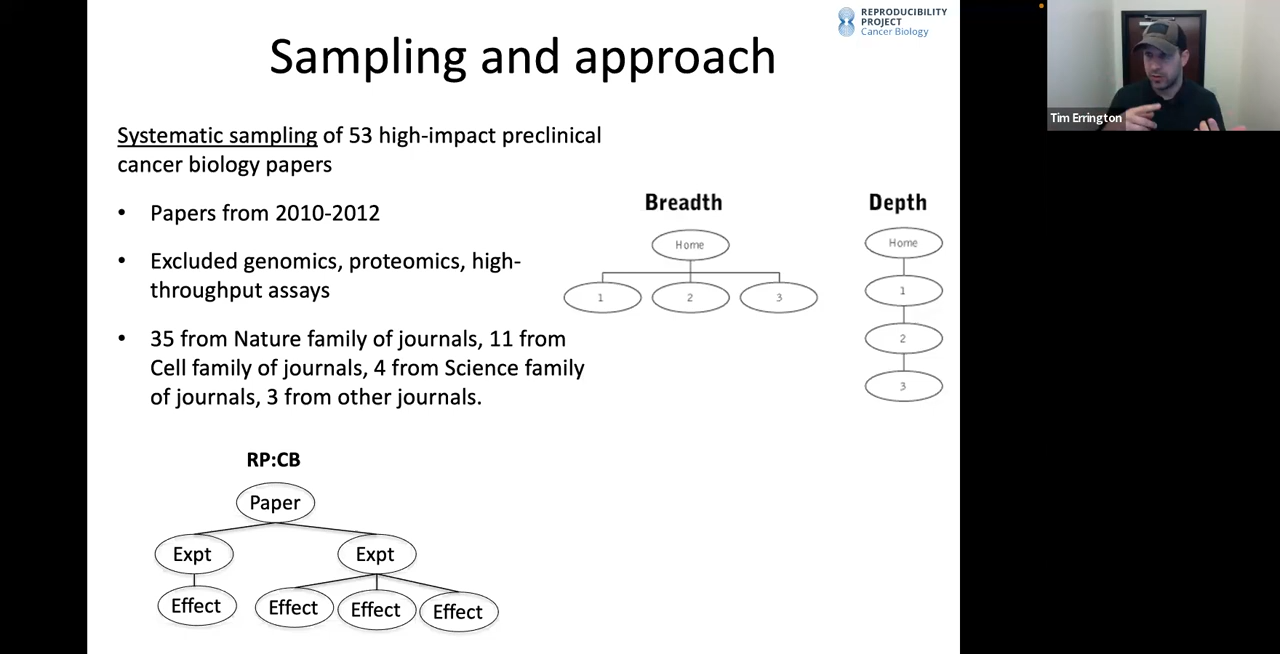 REPRODUCIBILITY
PROJECT
Cancer Biology
Sampling and approach
Tim Errington
Systematic sampling of 53 high-impact preclinical
cancer biology papers
• Papers from 2010-2012
• Excluded genomics, proteomics, high-
throughput assays
• 35 from Nature family of journals, 11 from
Cell family of journals, 4 from Science family
of journals, 3 from other journals.
Breadth
Home
1 2 3
Depth
Home
1
2
3
RP:CB
Paper
Expt Expt
Effect Effect Effect Effect